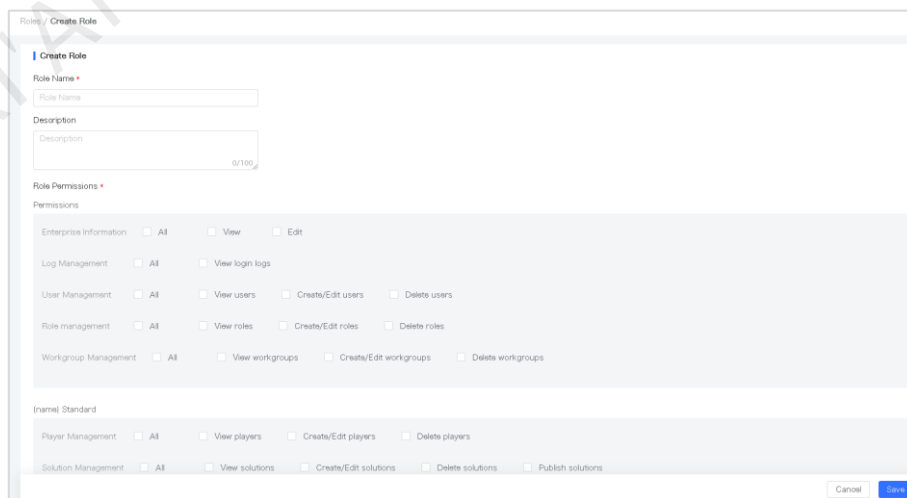 Roles / Create Role
Create Role
Role Name *
Role Name
Description
Description
0/100
Role Permissions *
Permissions
Enterprise Information All View Edit
Log Management All View login logs
User Management All View users Create/Edit users Delete users
Role management All View roles Create/Edit roles Delete roles
Workgroup Management All View workgroups Create/Edit workgroups Delete workgroups
{name} Standard
Player Management All View players Create/Edit players Delete players
Solution Management All View solutions Create/Edit solutions Delete solutions Publish solutions
Cancel Save